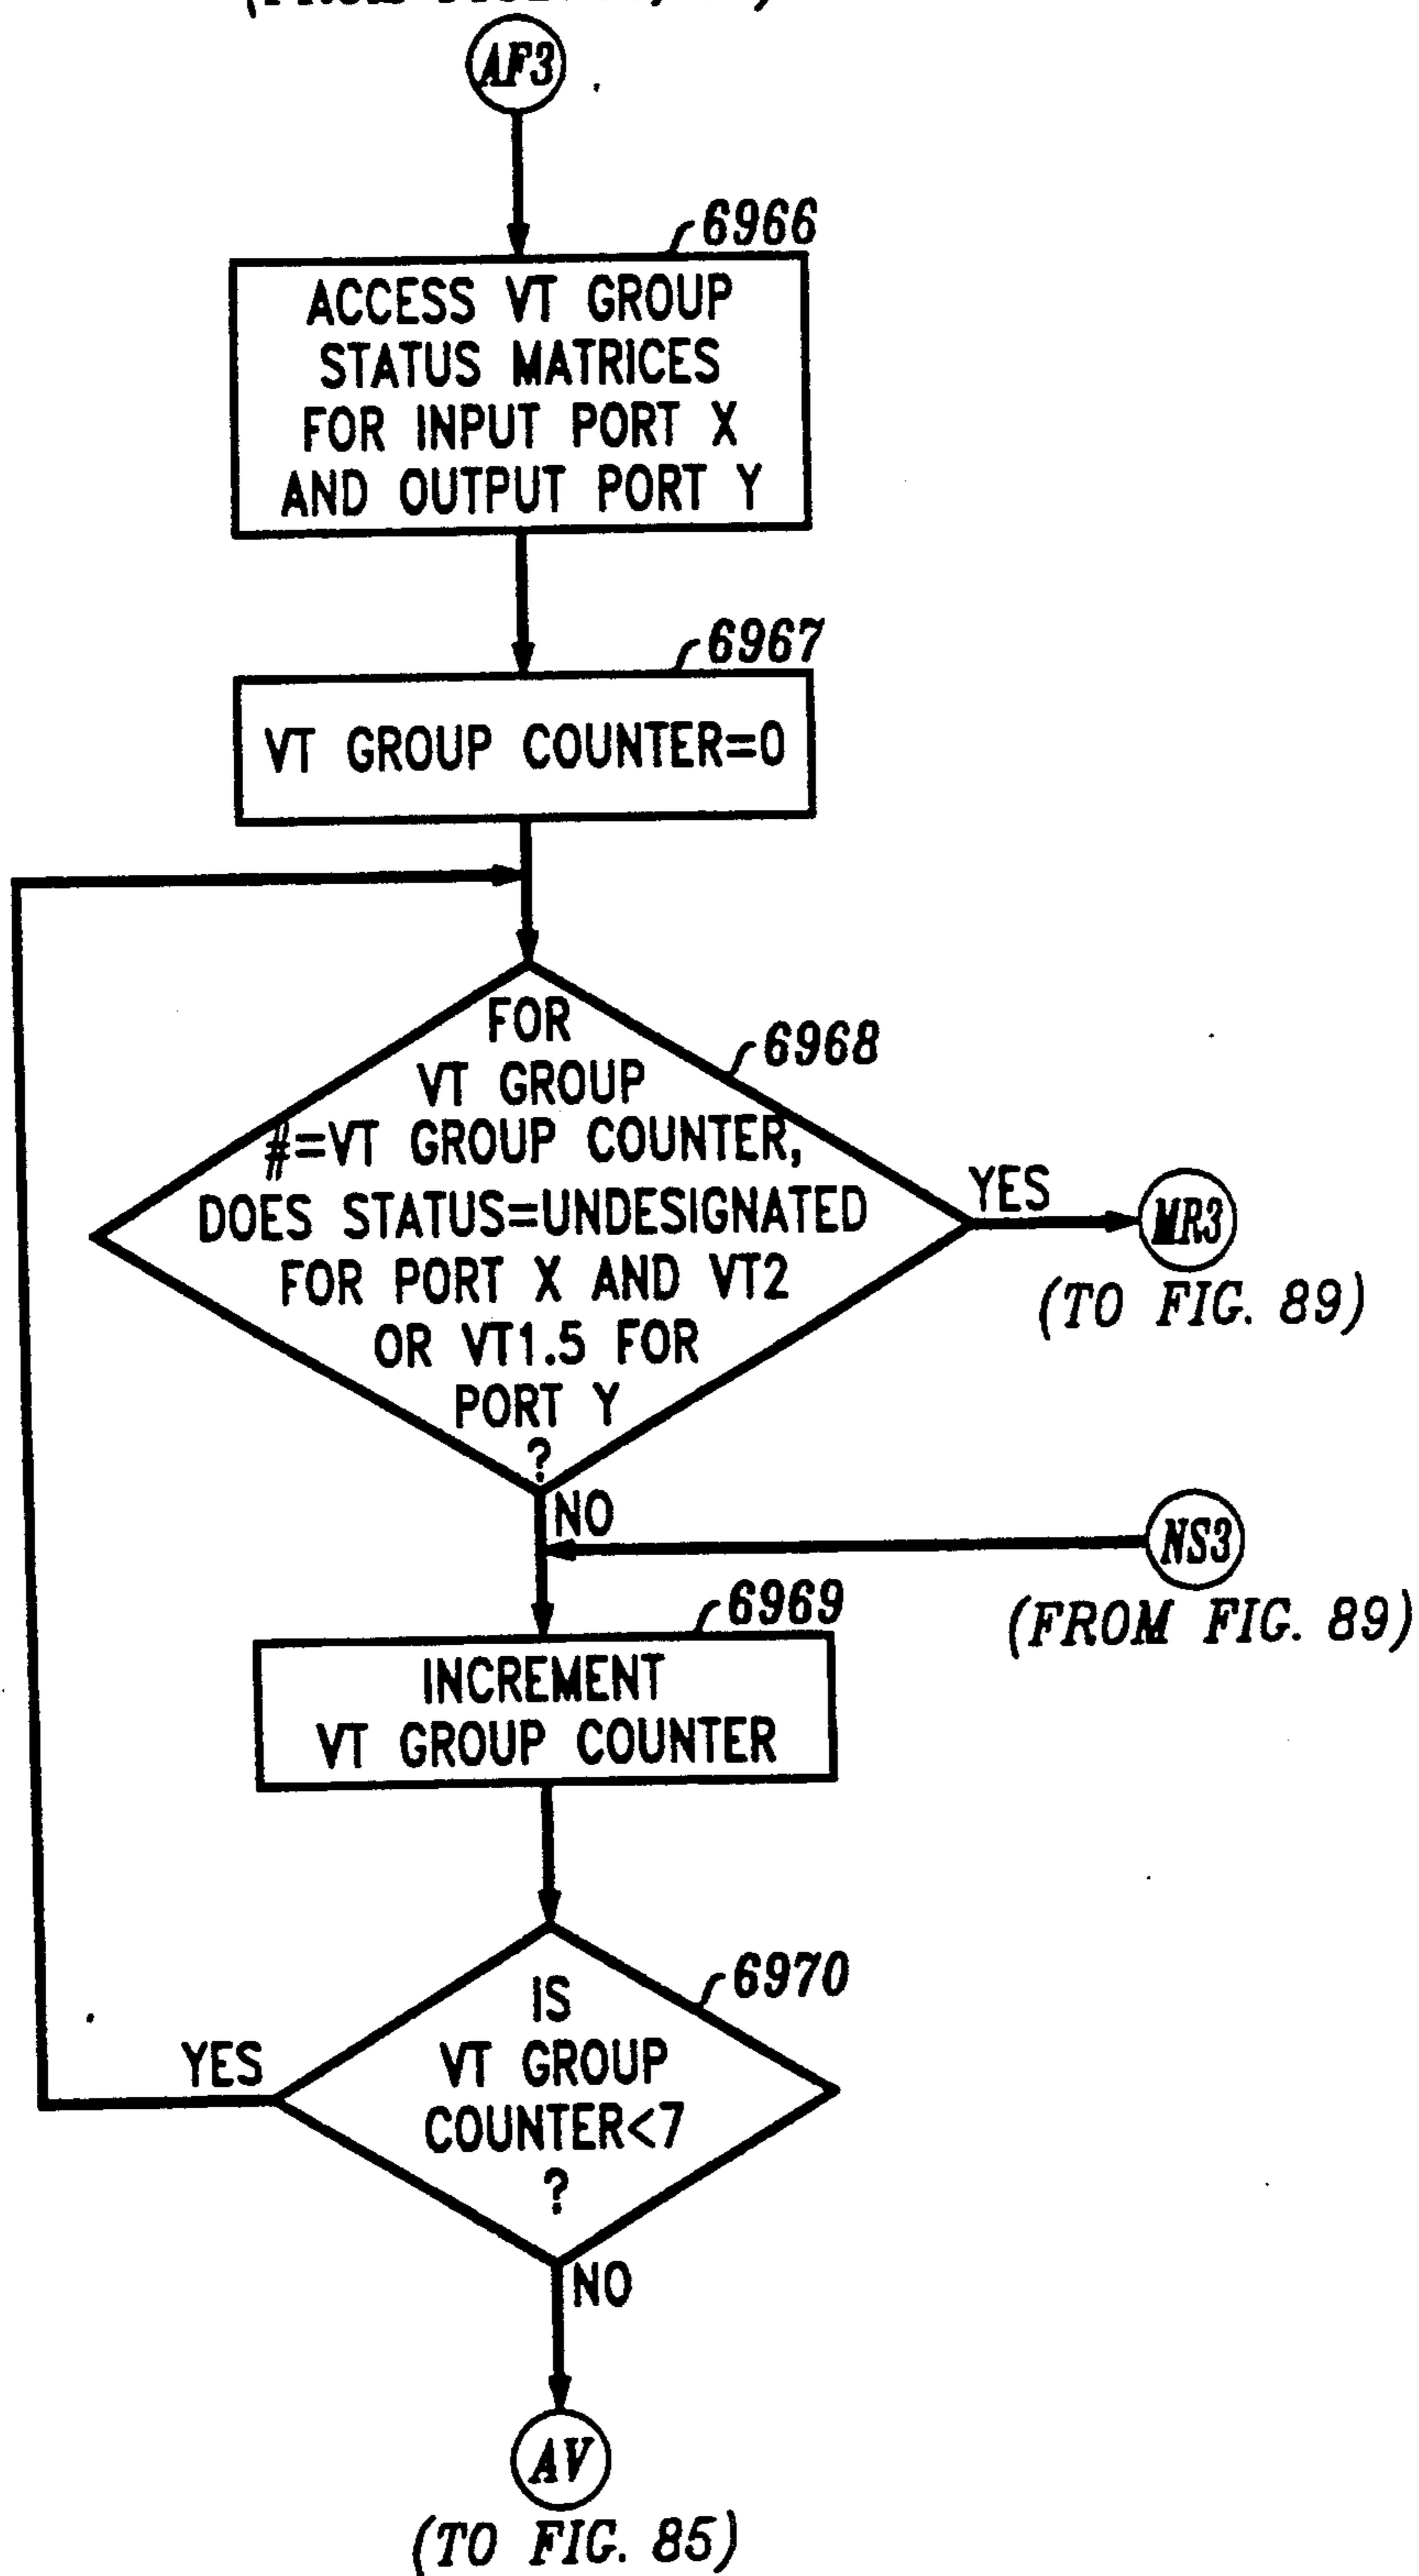 AF3
6966
ACCESS VT GROUP
STATUS MATRICES
FOR INPUT PORT X
AND OUTPUT PORT Y
6967
VT GROUP COUNTER=0
FOR
VT GROUP
#=VT GROUP COUNTER,
DOES STATUS=UNDESIGNATED
FOR PORT X AND VT2
OR VT1.5 FOR
PORT Y
?
6968
YES
MR3
(TO FIG. 89)
NO
NS3
(FROM FIG. 89)
6969
INCREMENT
VT GROUP COUNTER
6970
IS
VT GROUP
COUNTER<7
?
YES
NO
AV
(TO FIG. 85)